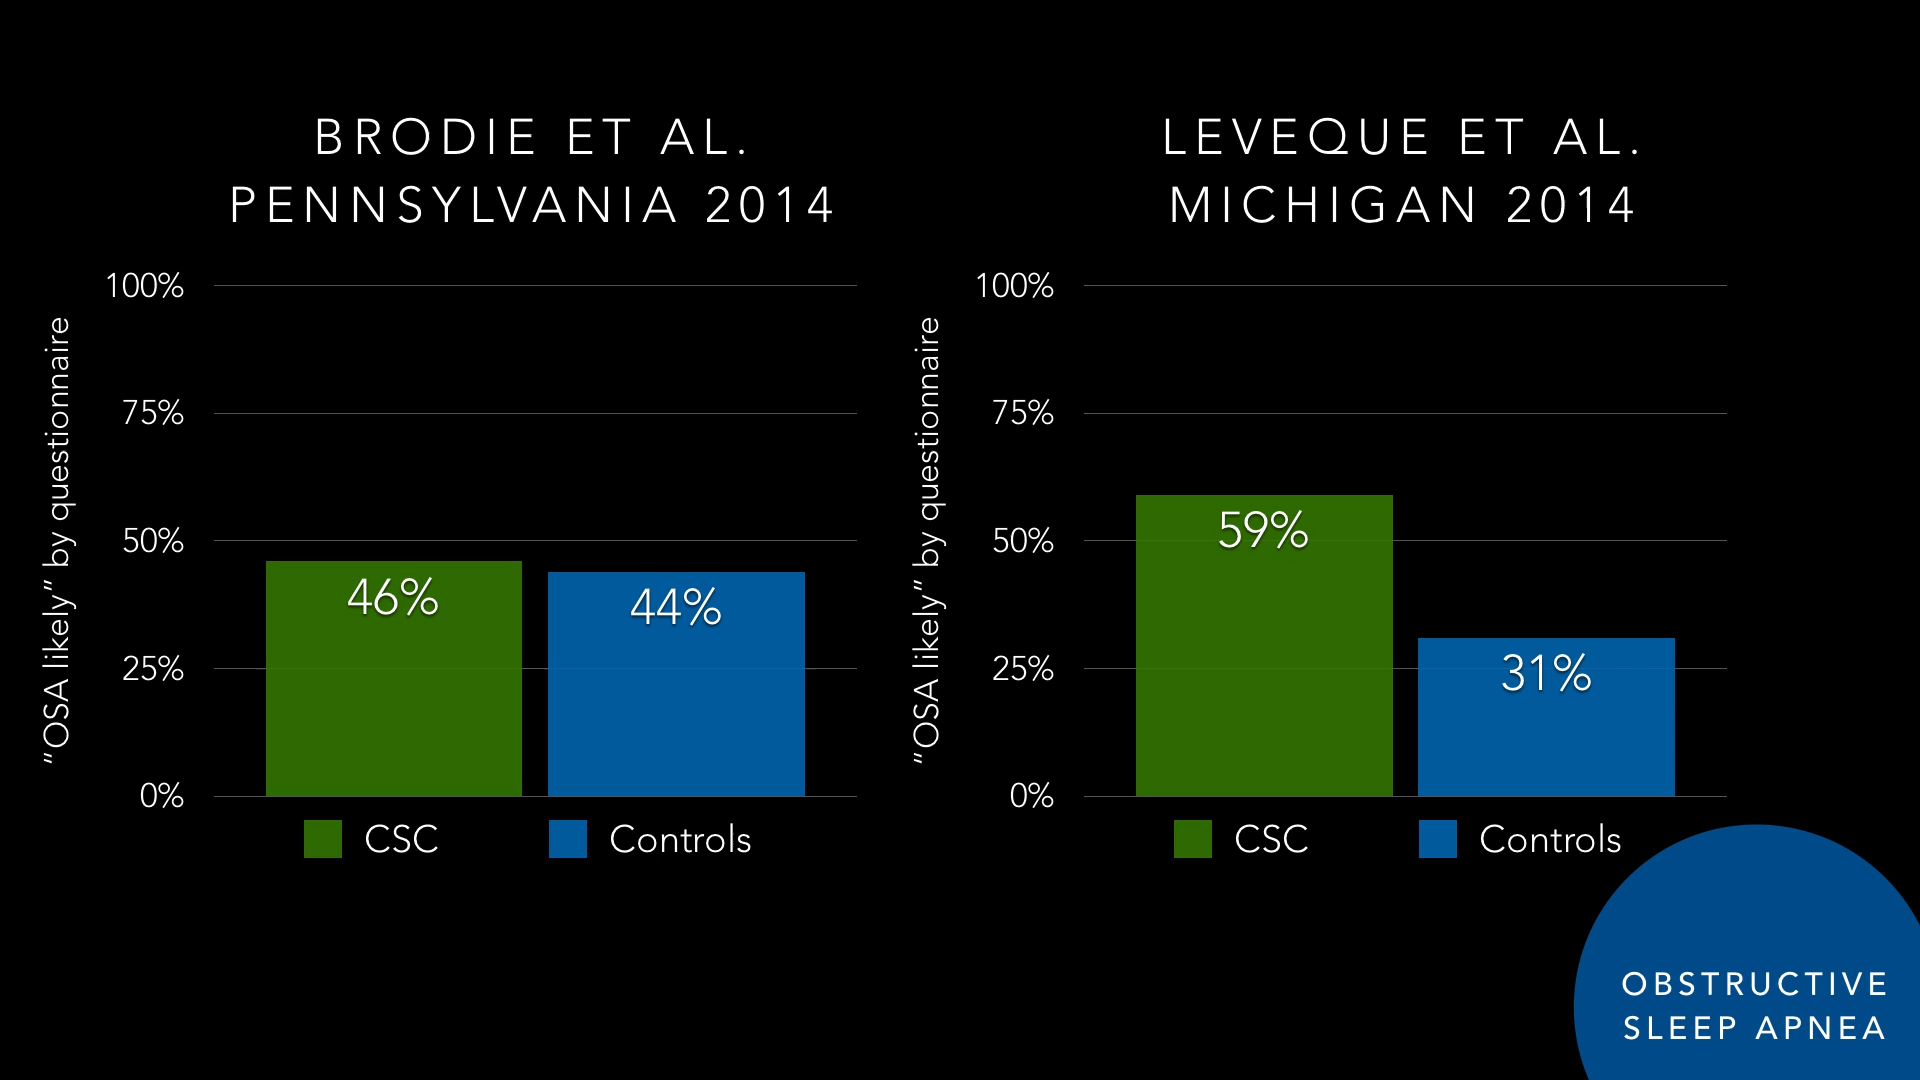 BRODIE ET AL.
PENNSYLVANIA 2014
"OSA likely" by questionnaire
100%
75%
50%
25%
0%
46%
44%
CSC
Controls
LEVEQUE ET AL.
MICHIGAN 2014
"OSA likely" by questionnaire
100%
75%
50%
25%
0%
59%
31%
CSC
Controls
OBSTRUCTIVE
SLEEP APNEA